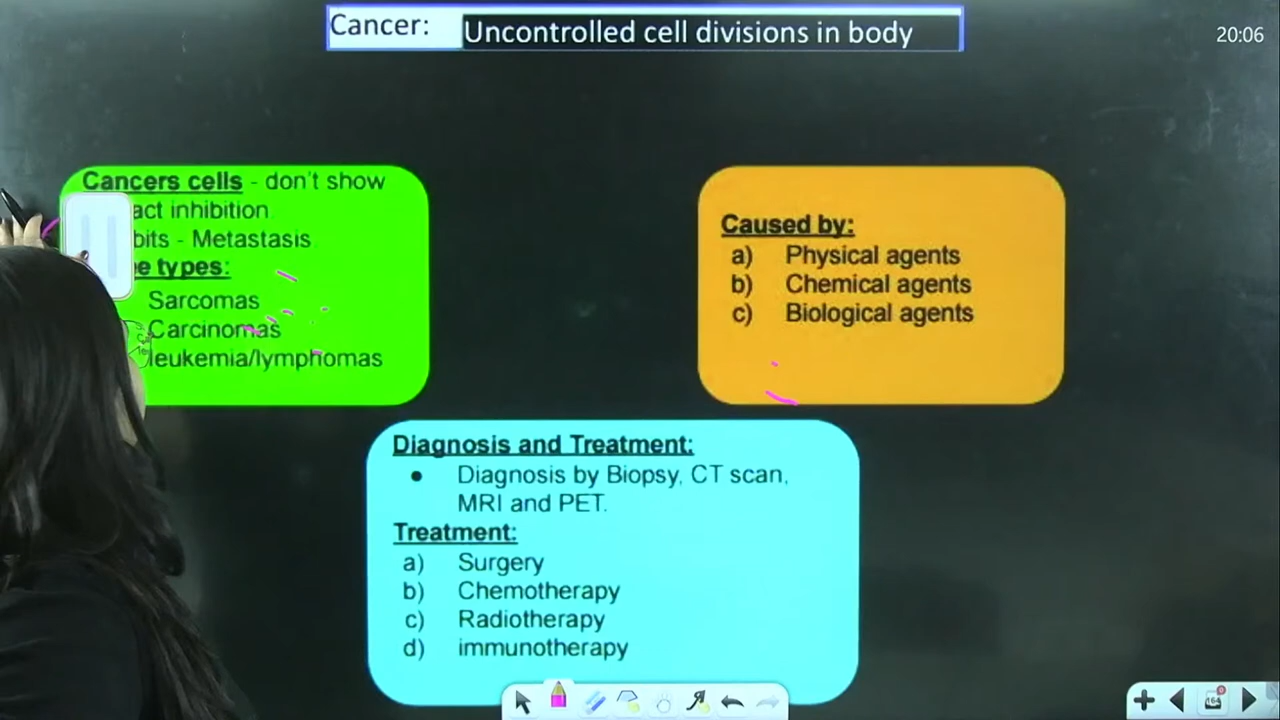 Cancer: Uncontrolled cell divisions in body
20:06
Cancers cells - don't show
act inhibition
bits - Metastasis
e types:
Sarcomas
Carcinomas
leukemia/lymphomas
Caused by:
a) Physical agents
b) Chemical agents
c) Biological agents
Diagnosis and Treatment:
● Diagnosis by Biopsy, CT scan,
MRI and PET.
Treatment:
a) Surgery
b) Chemotherapy
c) Radiotherapy
d) immunotherapy
164